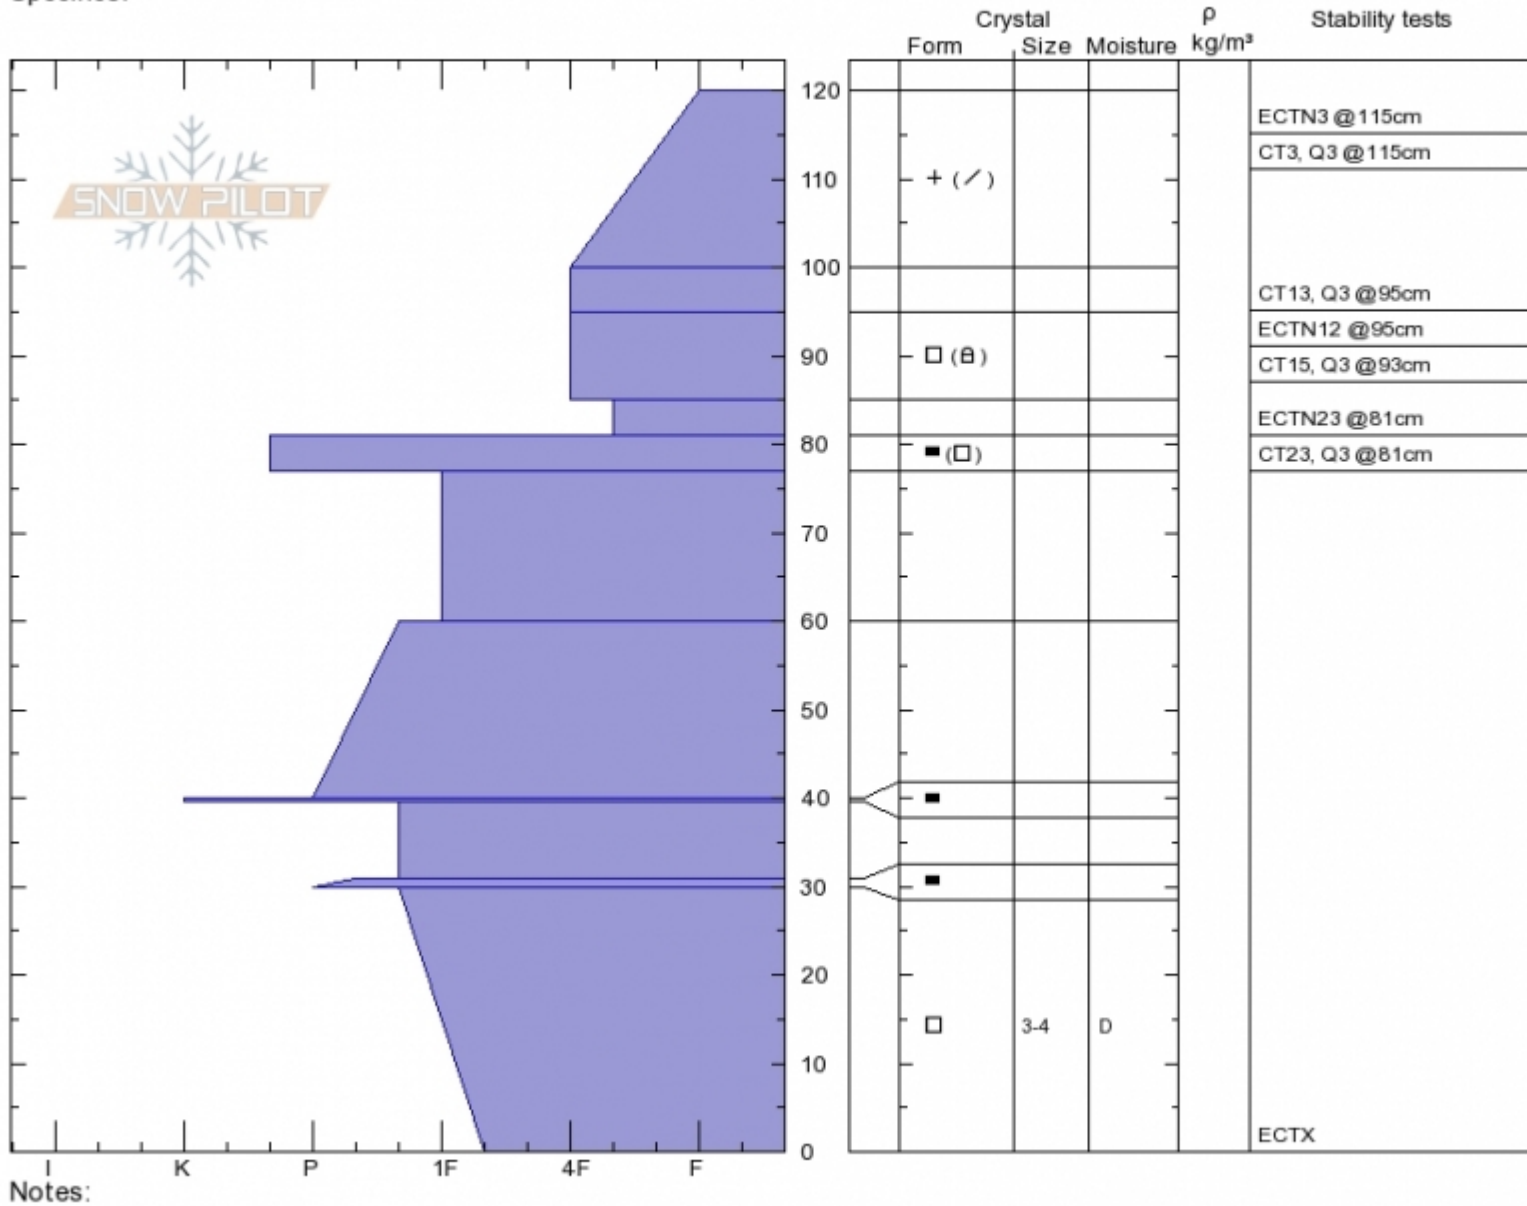 Crystal
ρ
Stability tests
Form Size Moisture kg/m³
120
ECTN3 @115cm
CT3, Q3 @115cm
SNOW PILOT
110
+ (/)
100
CT13, Q3 @95cm
ECTN12 @95cm
90
CT15, Q3 @93cm
ECTN23 @81cm
80
CT23, Q3 @81cm
70
60
50
40
30
20
3-4 D
10
ECTX
0
I K P 1F 4F F
Notes: